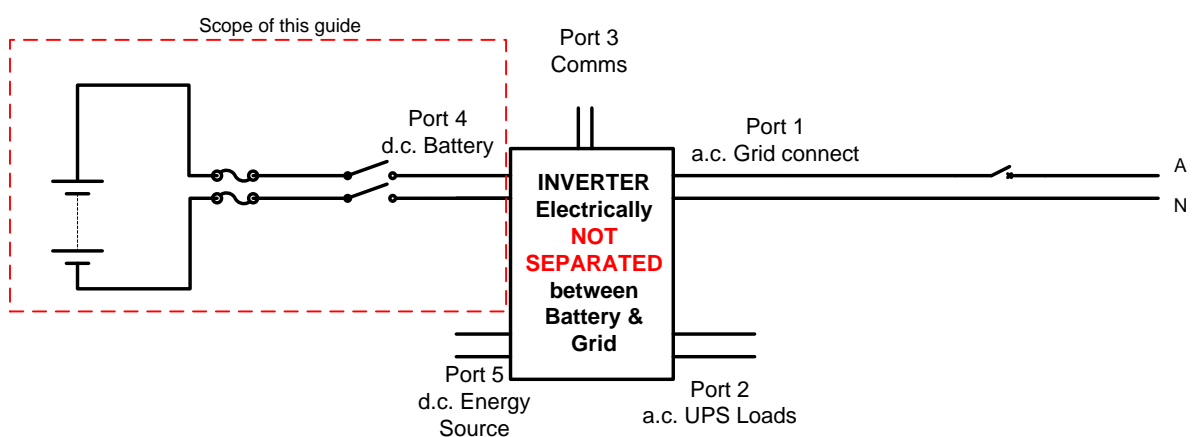 Scope of this guide
Port 3
Comms
Port 4
d.c. Battery
Port 1
a.c. Grid connect
A
N
INVERTER
Electrically
NOT
SEPARATED
between
Battery &
Grid
Port 5
d.c. Energy
Source
Port 2
a.c. UPS Loads